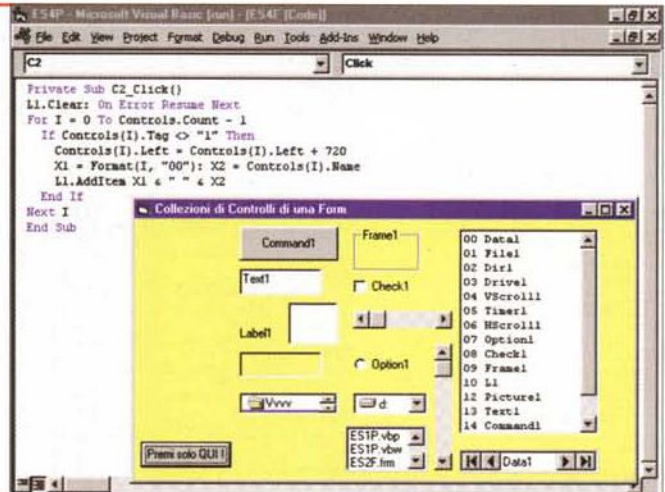 ES4P - Microsoft Visual Basic [run] - [ES4F [Code]]
File Edit View Project Format Debug Run Tools Add-Ins Window Help
C2 Click
Private Sub C2_Click()
L1.Clear: On Error Resume Next
For I = 0 To Controls.Count - 1
If Controls(I).Tag <> "1" Then
Controls(I).Left = Controls(I).Left + 720
X1 = Format(I, "00"): X2 = Controls(I).Name
L1.AddItem X1 & " " & X2
End If
Next I
End Sub
Collezioni di Controlli di una Form
Command1
Frame1
Text1
Check1
Label1
Option1
Vvvv
d:
ES1P.vbp
ES1P.vbw
ES2F.frm
Premi solo QUI !
00 Data1
01 File1
02 Dir1
03 Drive1
04 VScroll1
05 Timer1
06 HScroll1
07 Option1
08 Check1
09 Frame1
10 L1
12 Picture1
13 Text1
14 Command1
Data1